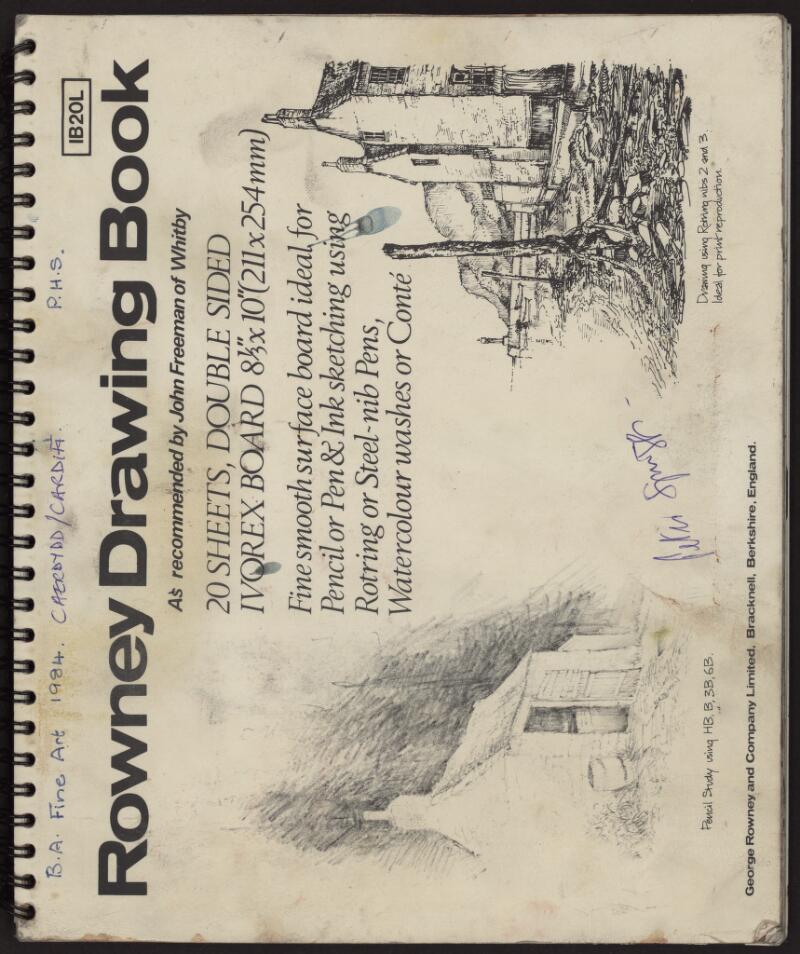 B.A. Fine Art 1984. CAERDYDD/CARDIFF. P.H.S.
Rowney Drawing Book
IB20L
As recommended by John Freeman of Whitby
20 SHEETS, DOUBLE SIDED
IVOREX BOARD 8⅓" x 10" (211 x 254mm)
Fine smooth surface board ideal for
Pencil or Pen & Ink sketching using
Rotring or Steel-nib Pens,
Watercolour washes or Conté
Pencil Study using HB, B, 3B, 6B.
Drawing using Rotring nibs 2 and 3.
Ideal for print reproduction.
George Rowney and Company Limited, Bracknell, Berkshire, England.